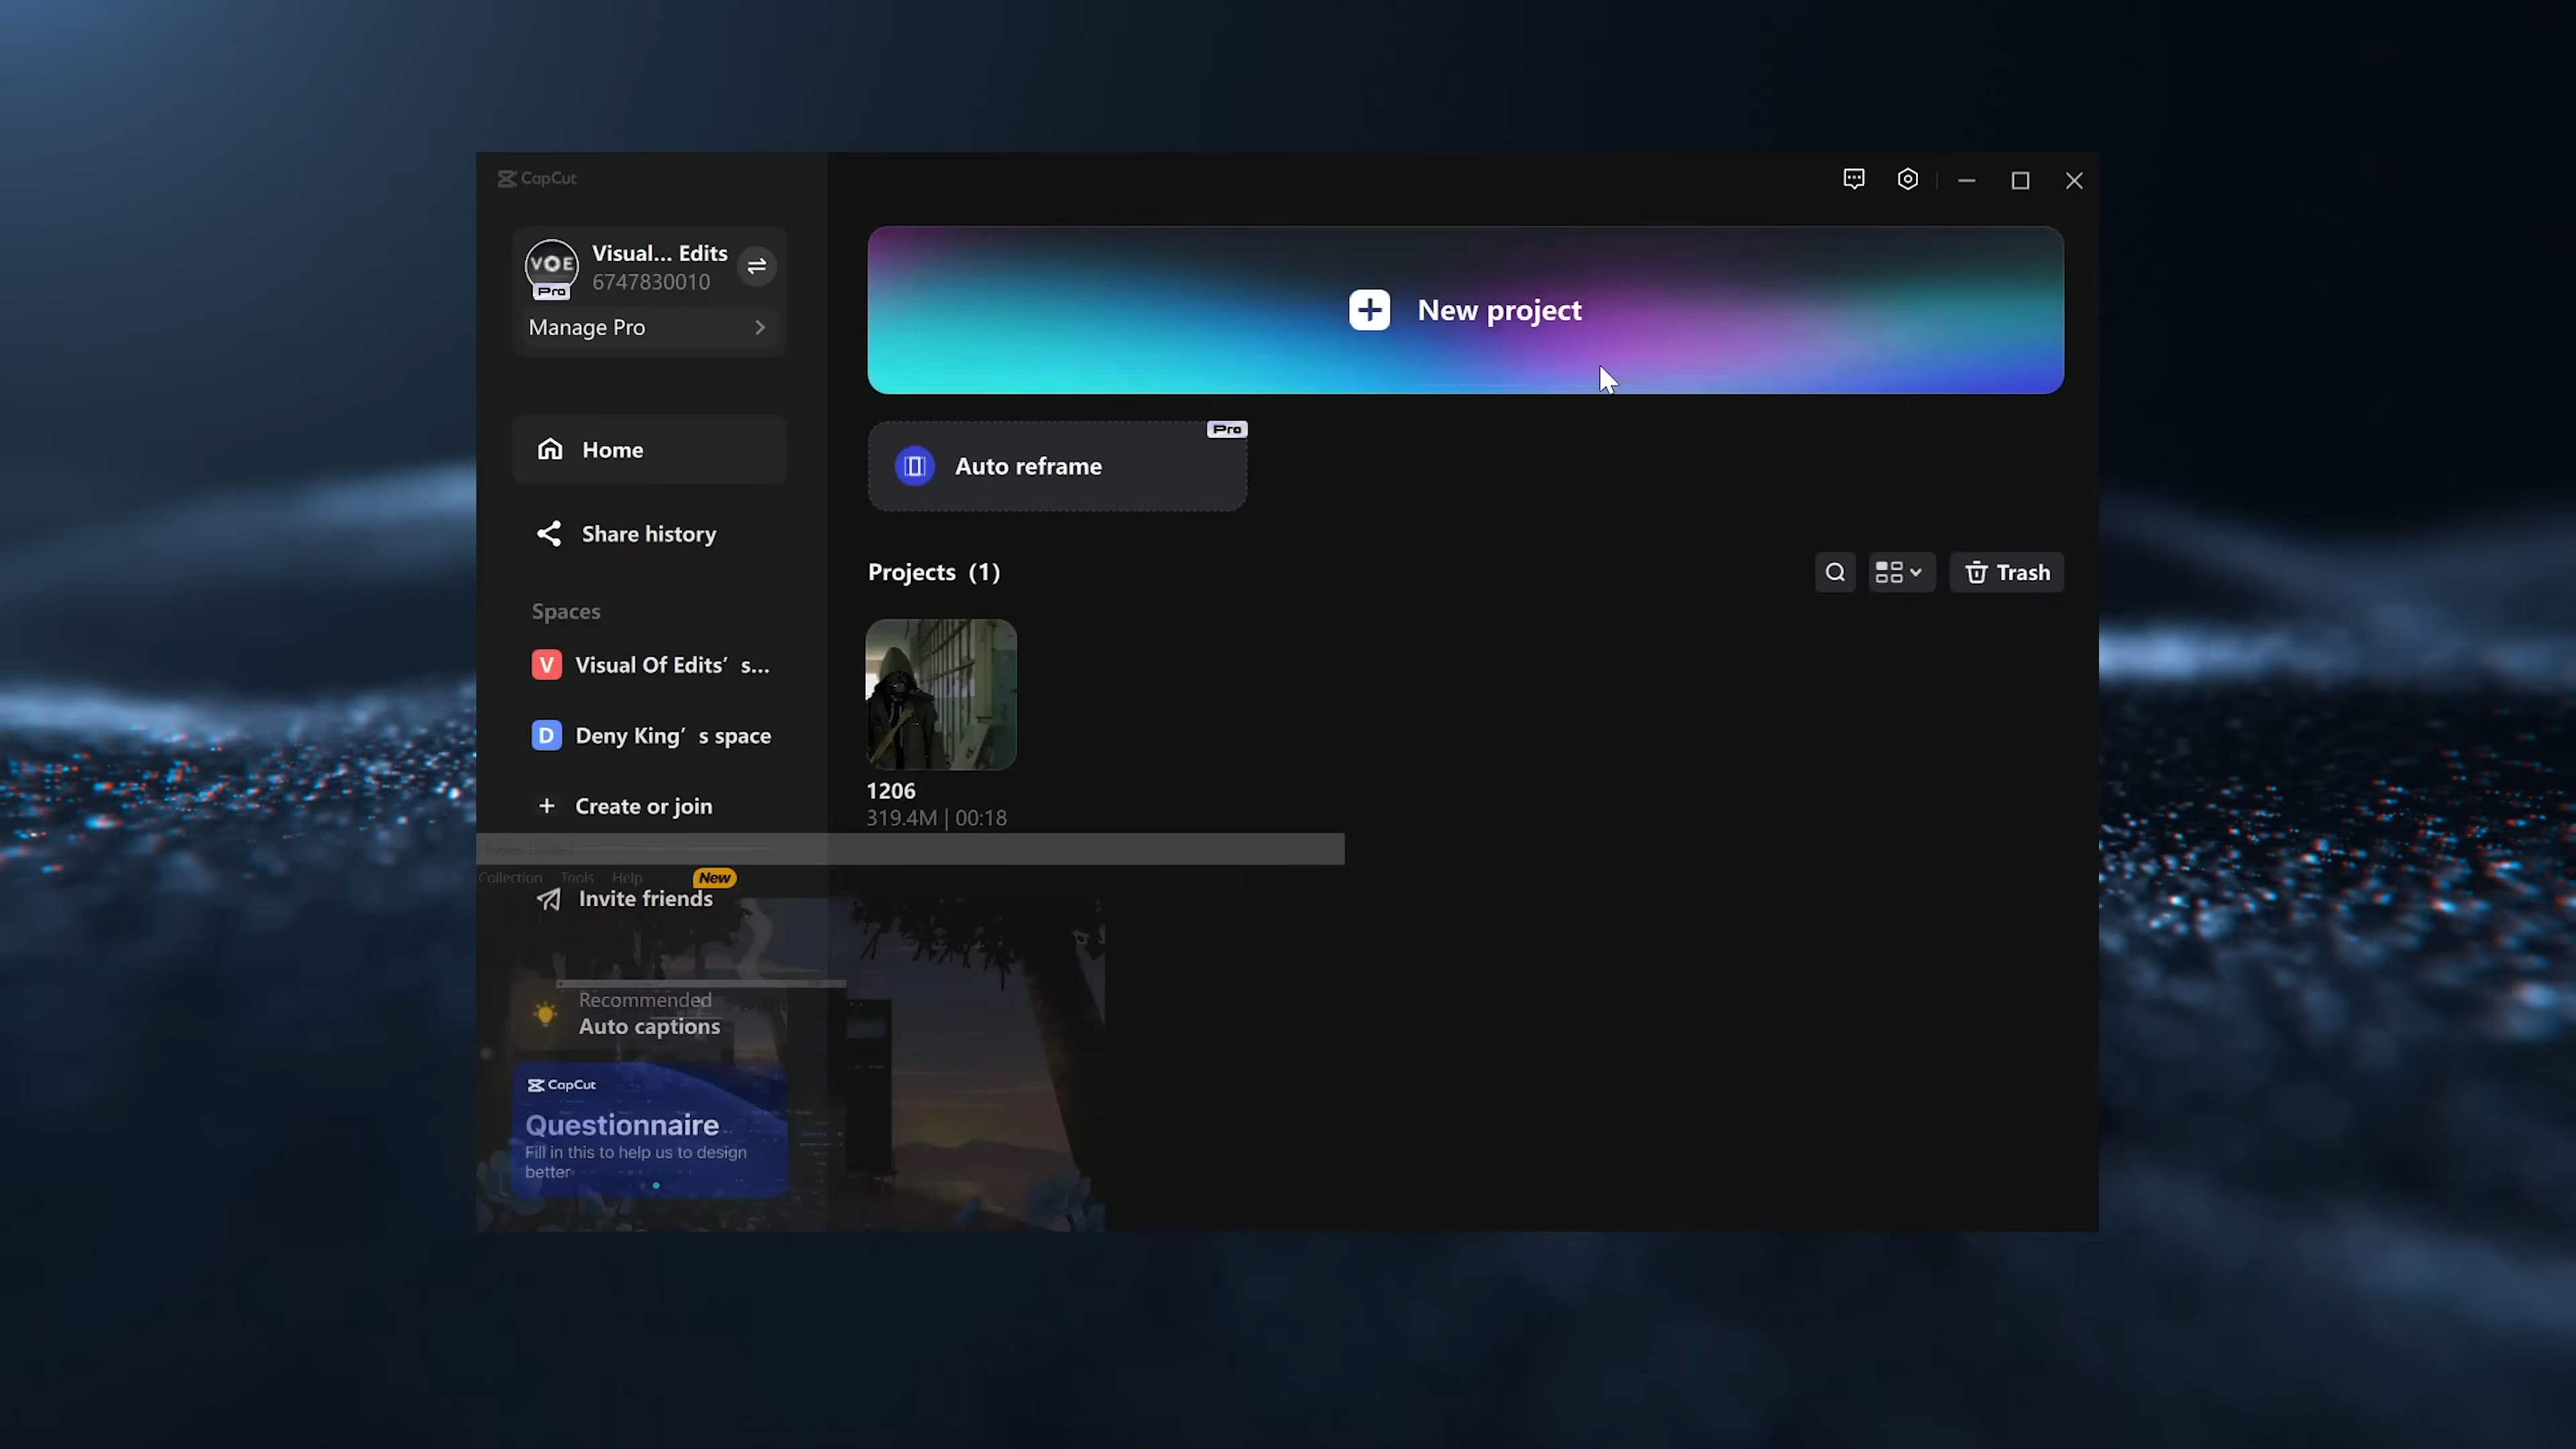 CapCut
VOE
Pro
Visual... Edits
6747830010
Manage Pro
New project
Home
Pro
Auto reframe
Share history
Projects (1)
Trash
Spaces
V Visual Of Edits' s...
D Deny King' s space
1206
319.4M | 00:18
Create or join
Collection Tools Help
New
Invite friends
Recommended
Auto captions
CapCut
Questionnaire
Fill in this to help us to design
better